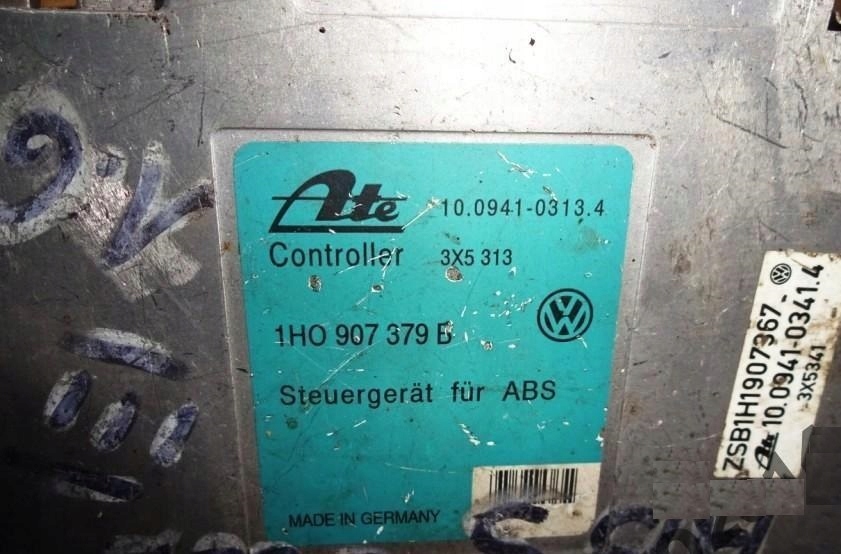 Ate 10.0941-0313.4
Controller 3X5 313
1H0 907 379 B
Steuergerät für ABS
MADE IN GERMANY
ZSB1H1907367-
Ate 10.0941-0341.4
3X5341